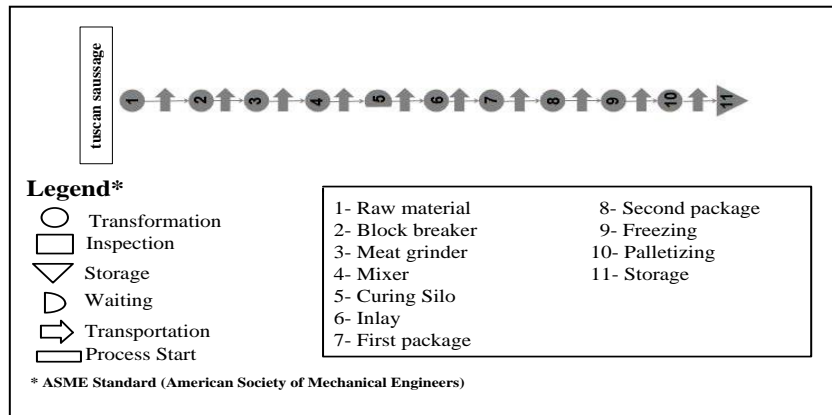 tuscan saussage
1 2 3 4 5 6 7 8 9 10 11
Legend*
Transformation
Inspection
Storage
Waiting
Transportation
Process Start
1- Raw material
2- Block breaker
3- Meat grinder
4- Mixer
5- Curing Silo
6- Inlay
7- First package
8- Second package
9- Freezing
10- Palletizing
11- Storage
* ASME Standard (American Society of Mechanical Engineers)